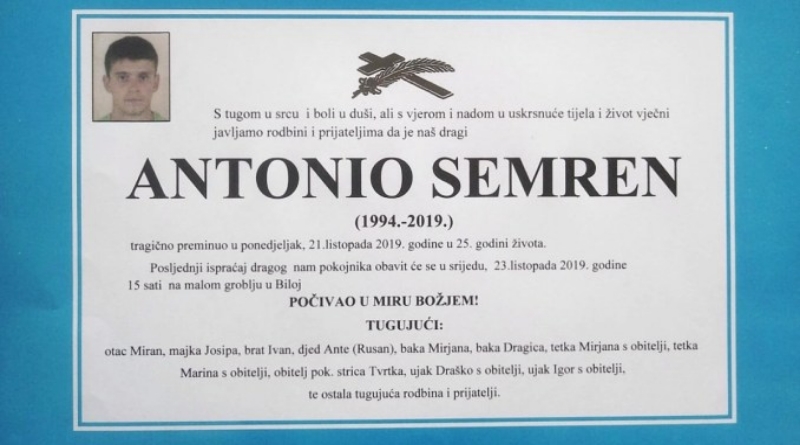 S tugom u srcu i boli u duši, ali s vjerom i nadom u uskrsnuće tijela i život vječni
javljamo rodbini i prijateljima da je naš dragi
ANTONIO SEMREN
(1994.-2019.)
tragično preminuo u ponedjeljak, 21.listopada 2019. godine u 25. godini života.
Posljednji ispraćaj dragog nam pokojnika obavit će se u srijedu, 23.listopada 2019. godine
15 sati na malom groblju u Biloj
POČIVAO U MIRU BOŽJEM!
TUGUJUĆI:
otac Miran, majka Josipa, brat Ivan, djed Ante (Rusan), baka Mirjana, baka Dragica, tetka Mirjana s obitelji, tetka
Marina s obitelji, obitelj pok. strica Tvrtka, ujak Draško s obitelji, ujak Igor s obitelji,
te ostala tugujuća rodbina i prijatelji.